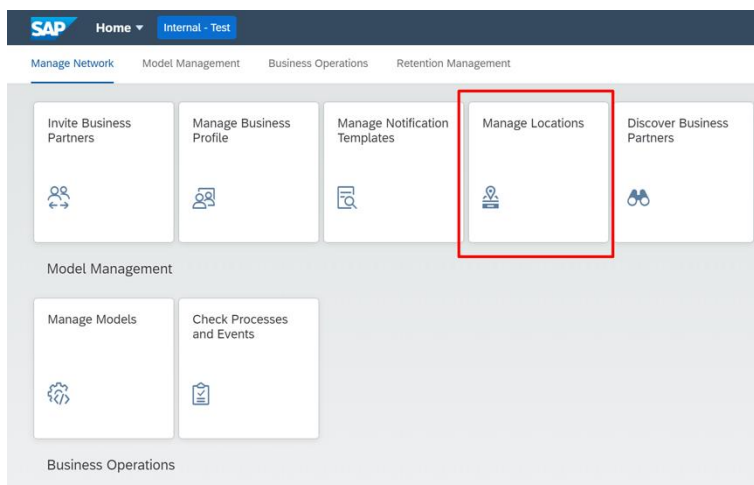 SAP Home Internal - Test
Manage Network Model Management Business Operations Retention Management
Invite Business
Partners
Manage Business
Profile
Manage Notification
Templates
Manage Locations
Discover Business
Partners
Model Management
Manage Models
Check Processes
and Events
Business Operations